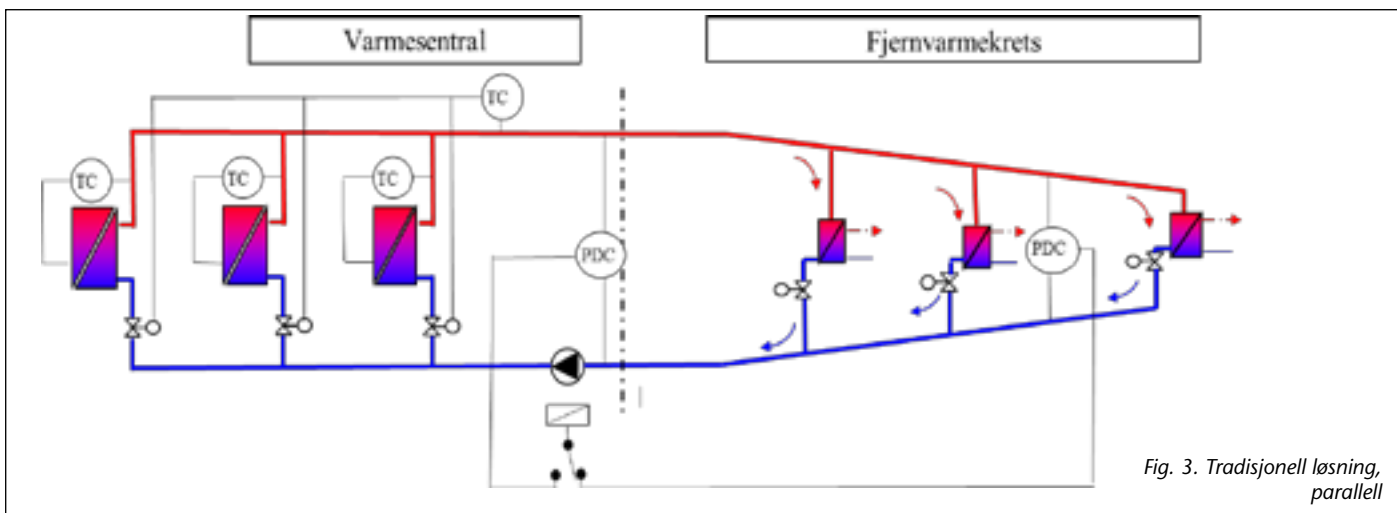 Varmesentral
Fjernvarmekrets
TC
TC
TC
TC
PDC
PDC
Fig. 3. Tradisjonell løsning,
parallell